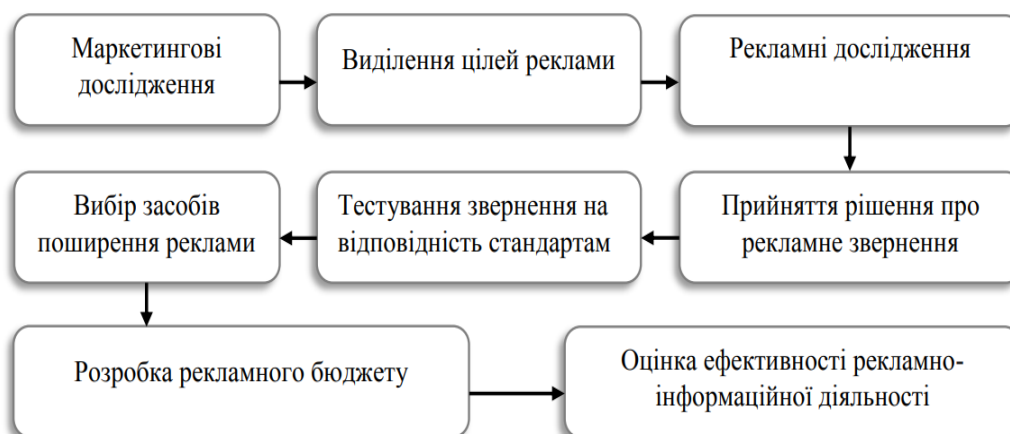 Маркетингові
дослідження
Виділення цілей реклами
Рекламні дослідження
Прийняття рішення про
рекламне звернення
Тестування звернення на
відповідність стандартам
Вибір засобів
поширення реклами
Розробка рекламного бюджету
Оцінка ефективності рекламно-
інформаційної діяльності